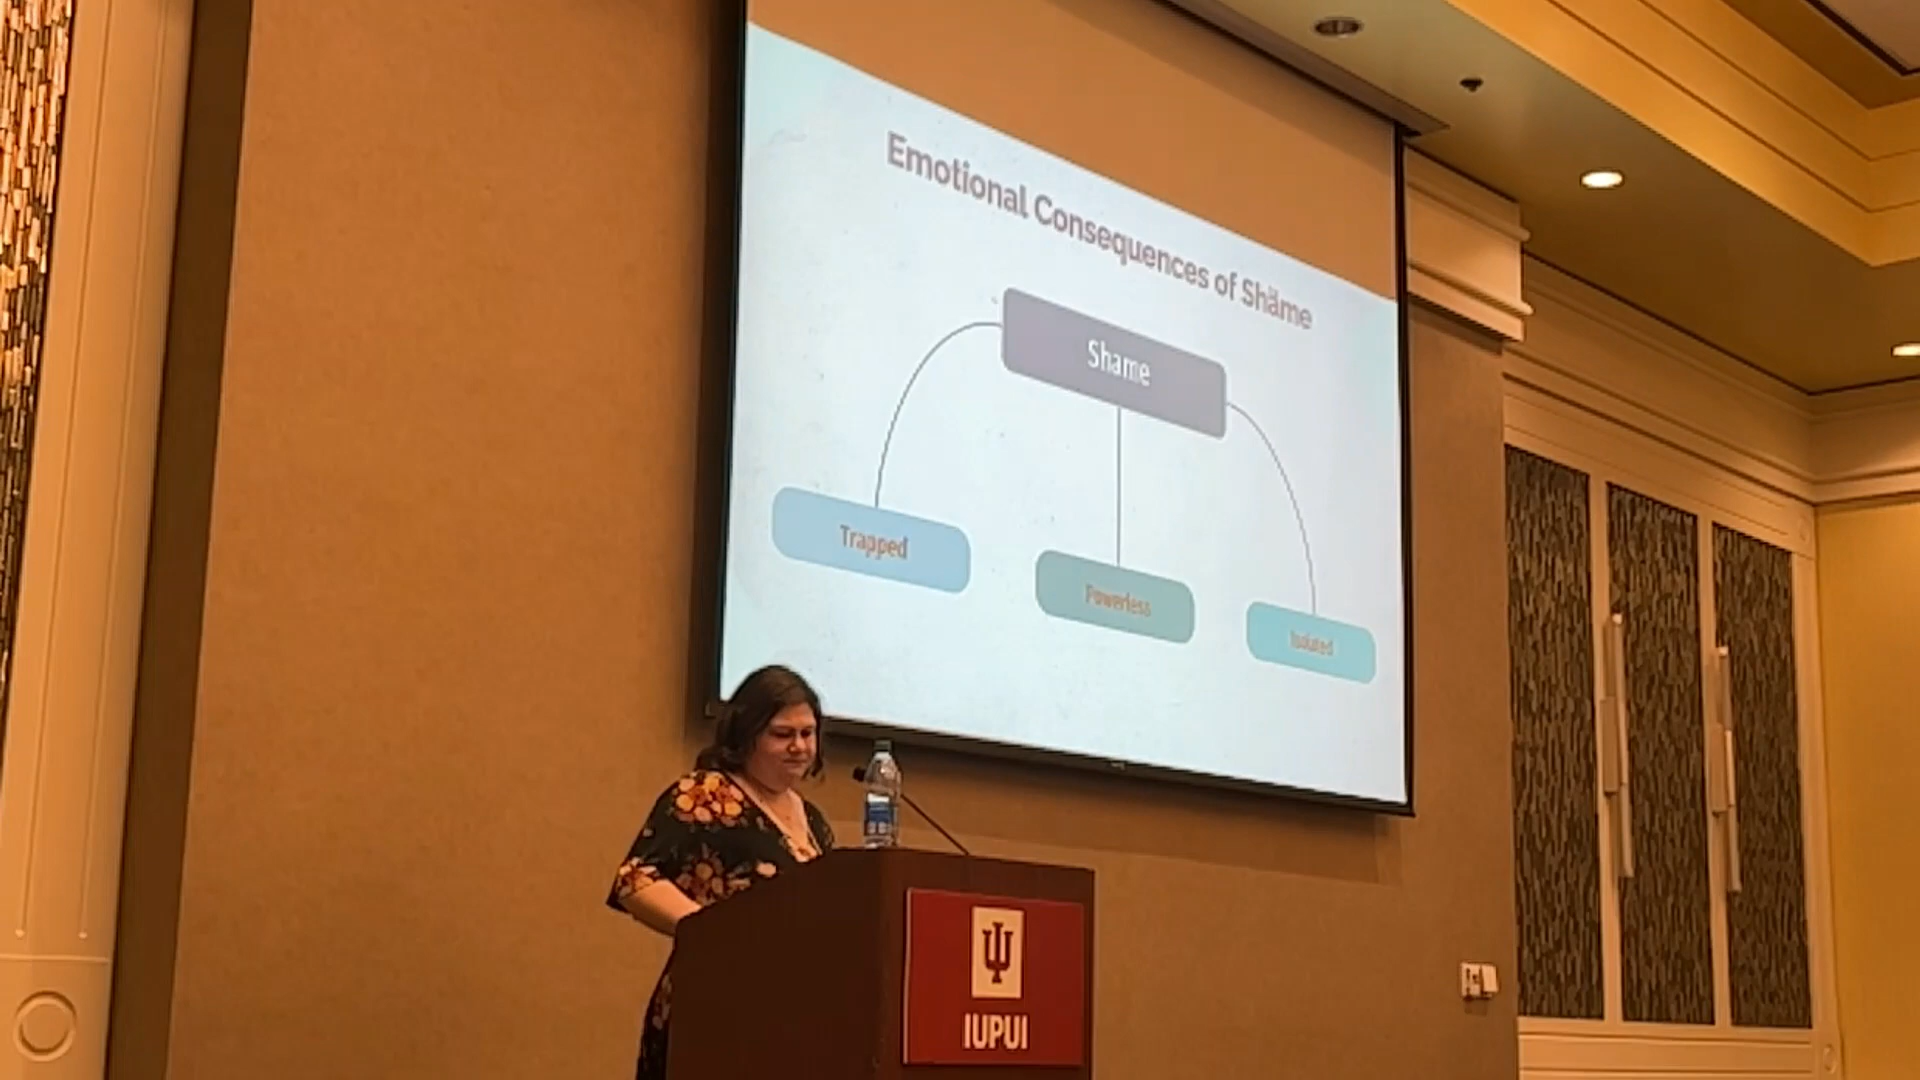 Emotional Consequences of Shame
Shame
Trapped
Powerless
Isolated
IUPUI